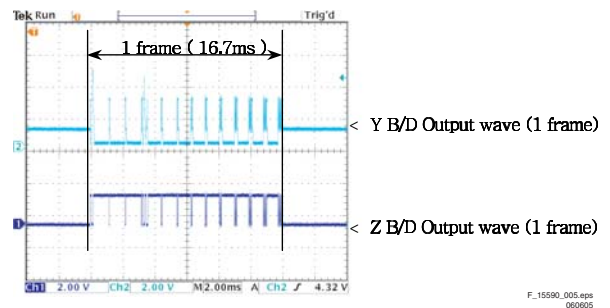 Tek Run Trig'd
1 frame ( 16.7ms )
2
< Y B/D Output wave (1 frame)
1
< Z B/D Output wave (1 frame)
Ch1 2.00 V Ch2 2.00 V M 2.00ms A Ch2 ʃ 4.32 V
F_15590_005.eps
060605